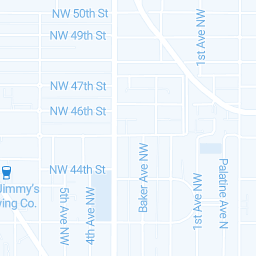 NW 50th St
NW 49th St
1st Ave NW
NW 47th St
NW 46th St
NW 44th St
Jimmy's
ving Co.
5th Ave NW
4th Ave NW
Baker Ave NW
1st Ave NW
Palatine Ave N